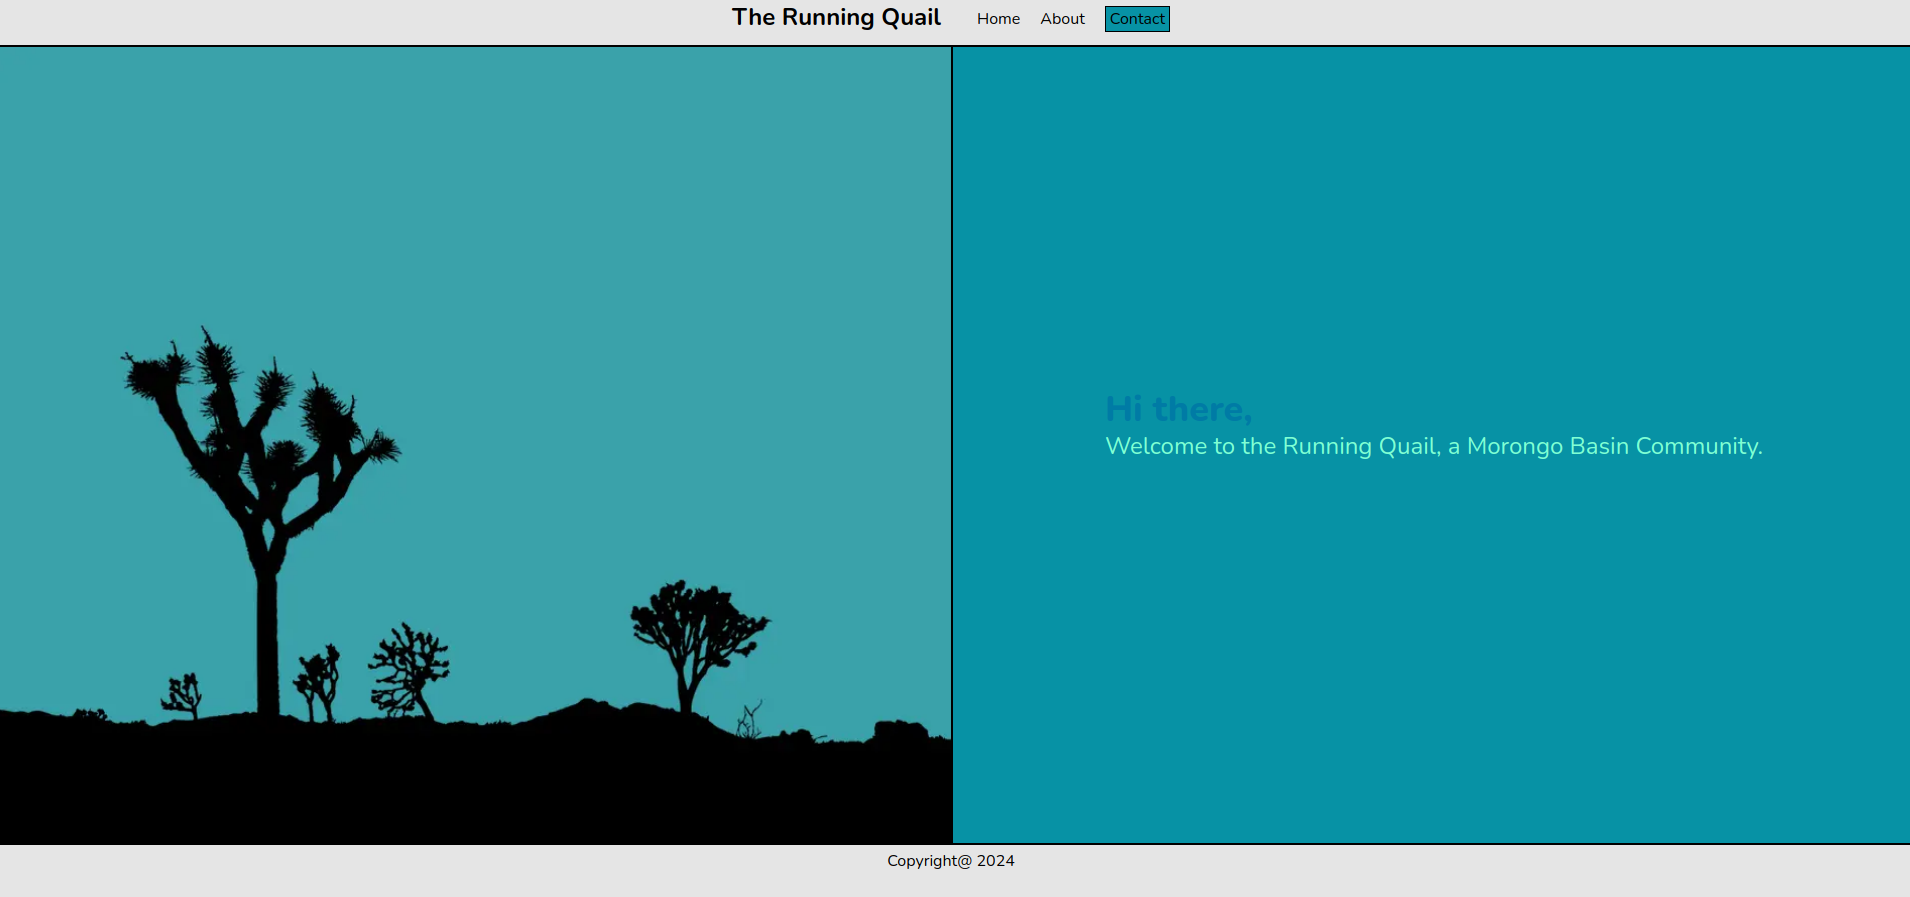 The Running Quail Home About Contact
Hi there,
Welcome to the Running Quail, a Morongo Basin Community.
Copyright@ 2024